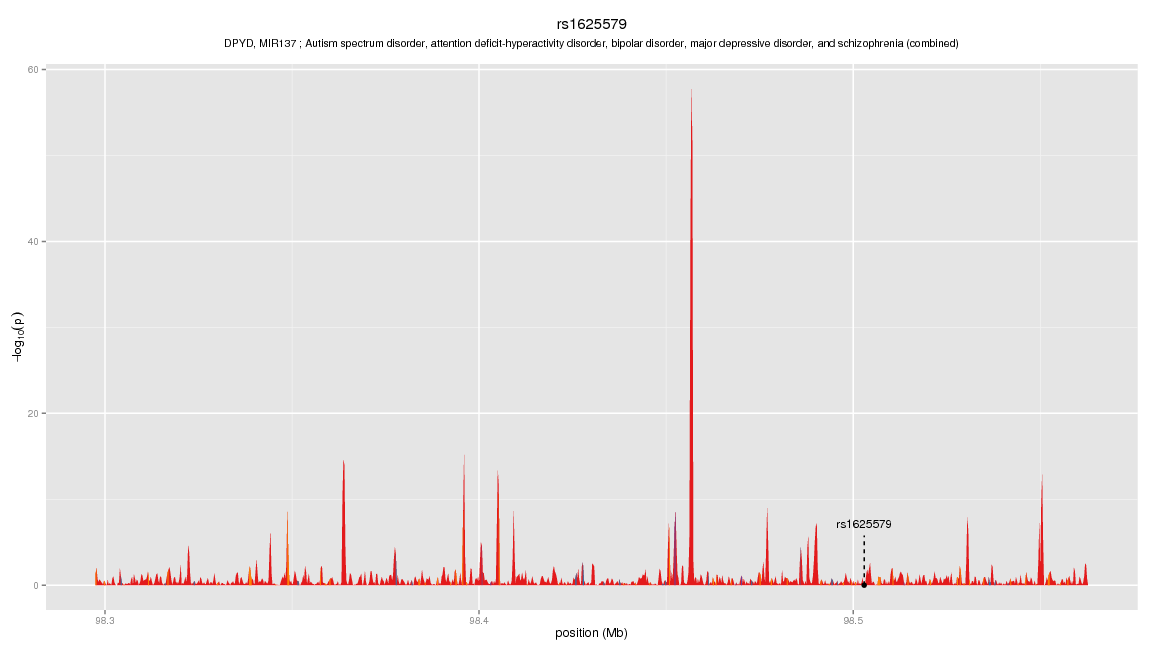 rs1625579
DPYD, MIR137 ; Autism spectrum disorder, attention deficit-hyperactivity disorder, bipolar disorder, major depressive disorder, and schizophrenia (combined)
60
40
20
0
−log10(p)
rs1625579
98.3
98.4
98.5
position (Mb)